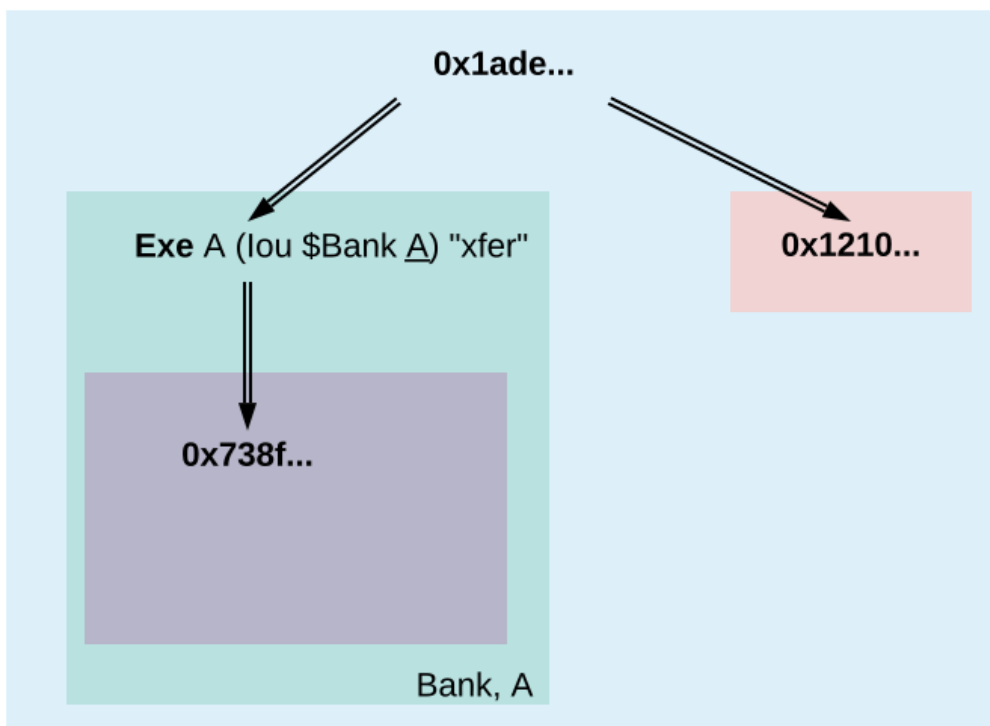 0x1ade...
Exe A (Iou $Bank A) "xfer"
0x1210...
0x738f...
Bank, A